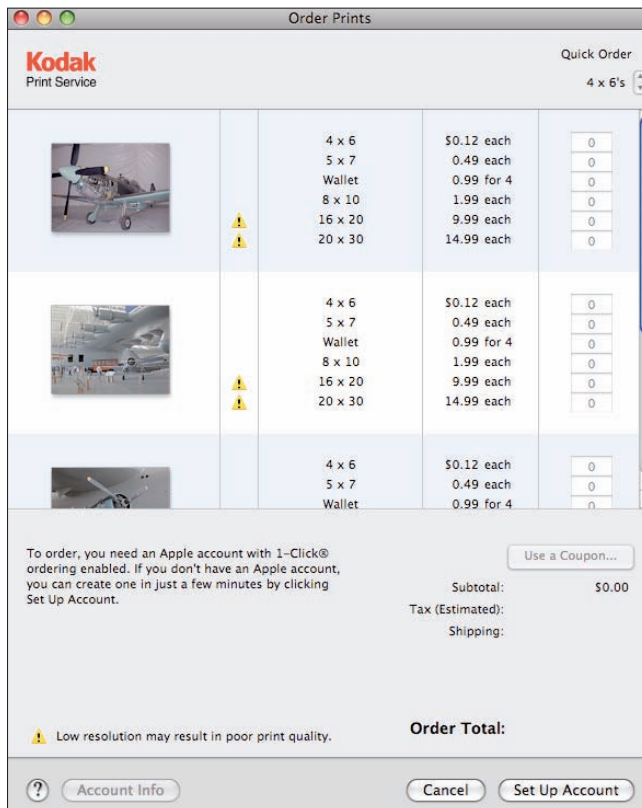 Order Prints
Kodak
Print Service
Quick Order
4 x 6's
4 x 6 $0.12 each 0
5 x 7 0.49 each 0
Wallet 0.99 for 4 0
8 x 10 1.99 each 0
16 x 20 9.99 each 0
20 x 30 14.99 each 0
4 x 6 $0.12 each 0
5 x 7 0.49 each 0
Wallet 0.99 for 4 0
8 x 10 1.99 each 0
16 x 20 9.99 each 0
20 x 30 14.99 each 0
4 x 6 $0.12 each 0
5 x 7 0.49 each 0
Wallet 0.99 for 4 0
To order, you need an Apple account with 1-Click®
ordering enabled. If you don't have an Apple account,
you can create one in just a few minutes by clicking
Set Up Account.
Use a Coupon...
Subtotal: $0.00
Tax (Estimated):
Shipping:
Order Total:
Low resolution may result in poor print quality.
? Account Info Cancel Set Up Account